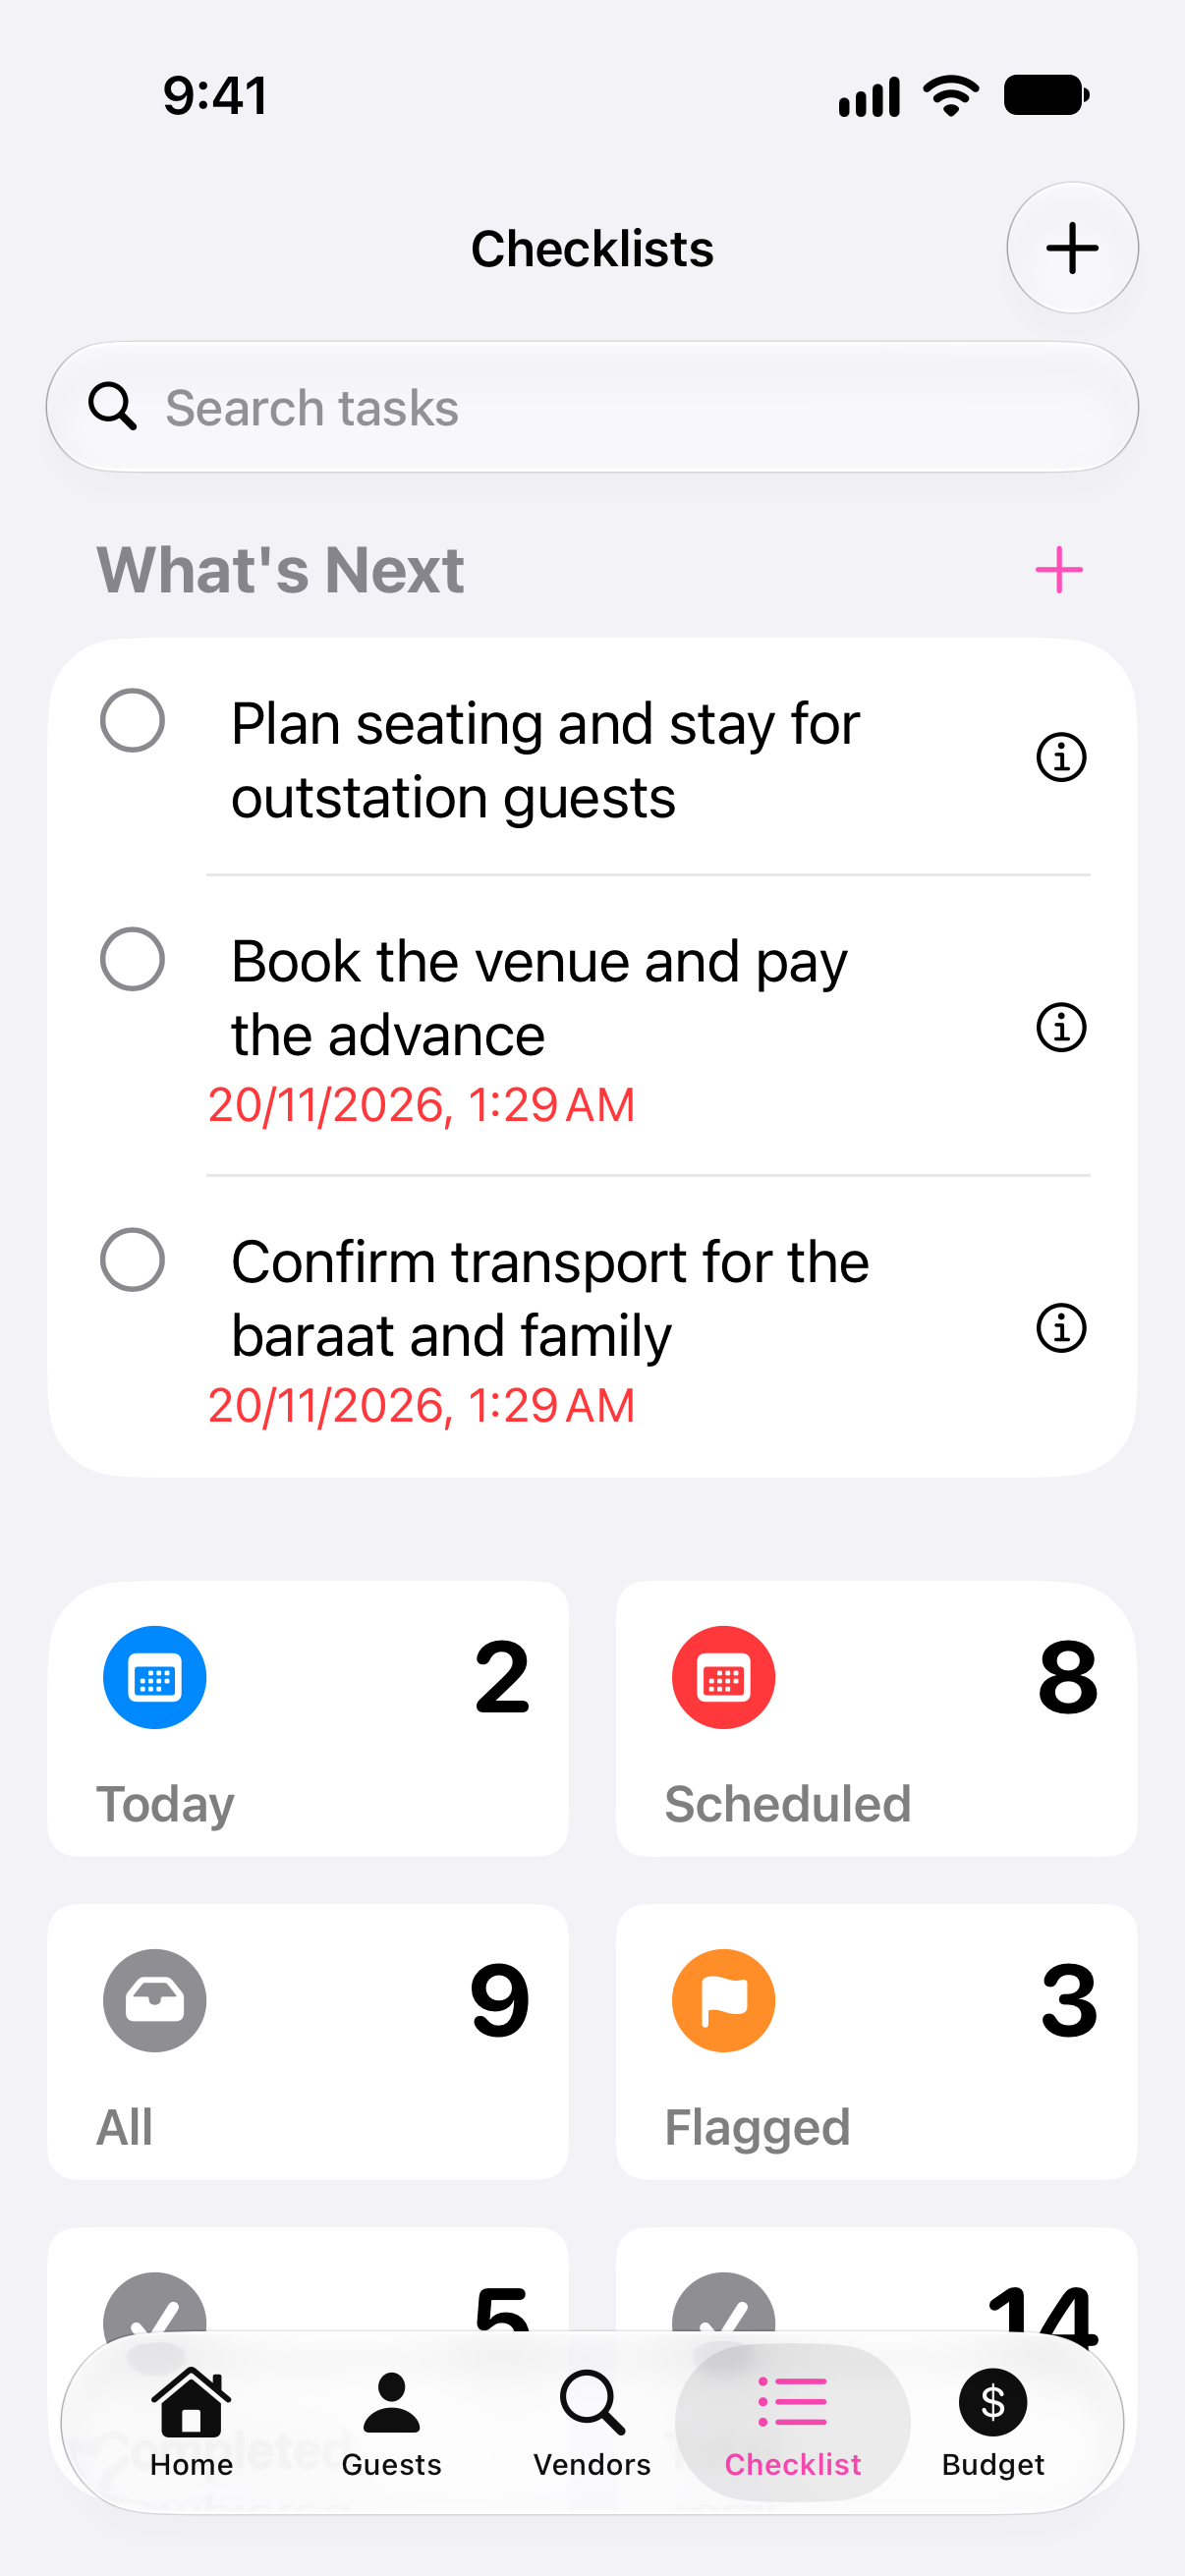 9:41
Checklists
Search tasks
What's Next
Plan seating and stay for
outstation guests
Book the venue and pay
the advance
20/11/2026, 1:29 AM
Confirm transport for the
baraat and family
20/11/2026, 1:29 AM
2
8
Today
Scheduled
9
3
All
Flagged
5
14
Completed
Home
Guests
Vendors
Checklist
Budget